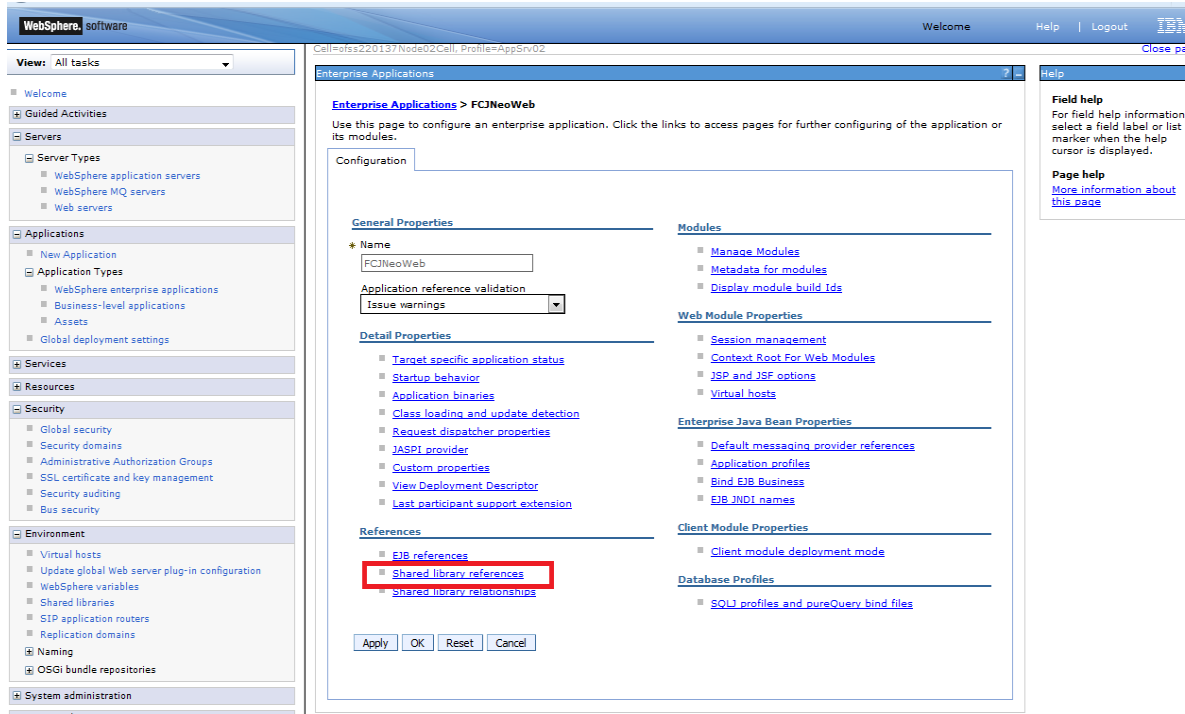 WebSphere. software
Welcome
Help | Logout
IBM
Cell=ofss220137Node02Cell, Profile=AppSrv02
Close pa
View: All tasks
Welcome
Guided Activities
Servers
Server Types
WebSphere application servers
WebSphere MQ servers
Web servers
Applications
New Application
Application Types
WebSphere enterprise applications
Business-level applications
Assets
Global deployment settings
Services
Resources
Security
Global security
Security domains
Administrative Authorization Groups
SSL certificate and key management
Security auditing
Bus security
Environment
Virtual hosts
Update global Web server plug-in configuration
WebSphere variables
Shared libraries
SIP application routers
Replication domains
Naming
OSGi bundle repositories
System administration
Enterprise Applications
? -
Enterprise Applications > FCJNeoWeb
Use this page to configure an enterprise application. Click the links to access pages for further configuring of the application or
its modules.
Configuration
General Properties
* Name
FCJNeoWeb
Application reference validation
Issue warnings
Detail Properties
Target specific application status
Startup behavior
Application binaries
Class loading and update detection
Request dispatcher properties
JASPI provider
Custom properties
View Deployment Descriptor
Last participant support extension
References
EJB references
Shared library references
Shared library relationships
Modules
Manage Modules
Metadata for modules
Display module build Ids
Web Module Properties
Session management
Context Root For Web Modules
JSP and JSF options
Virtual hosts
Enterprise Java Bean Properties
Default messaging provider references
Application profiles
Bind EJB Business
EJB JNDI names
Client Module Properties
Client module deployment mode
Database Profiles
SQLJ profiles and pureQuery bind files
Apply OK Reset Cancel
Help
Field help
For field help information
select a field label or list
marker when the help
cursor is displayed.
Page help
More information about
this page